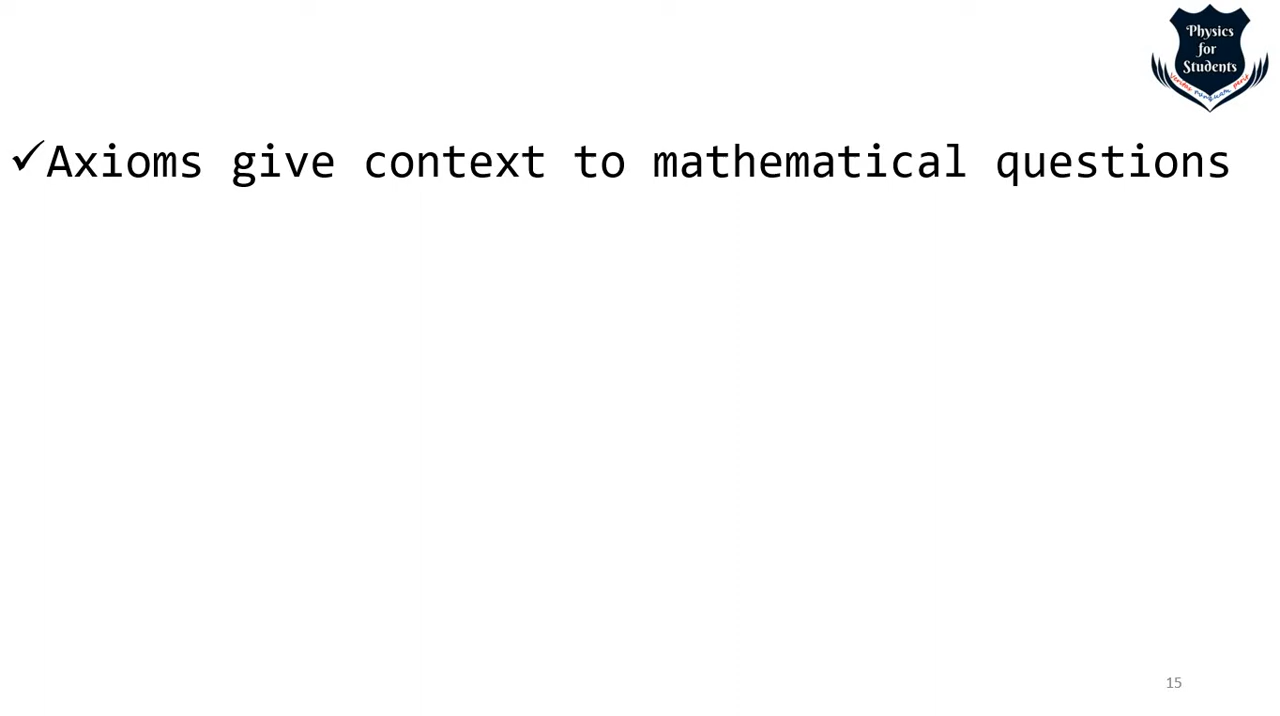 Physics
for
Students
✓Axioms give context to mathematical questions
15